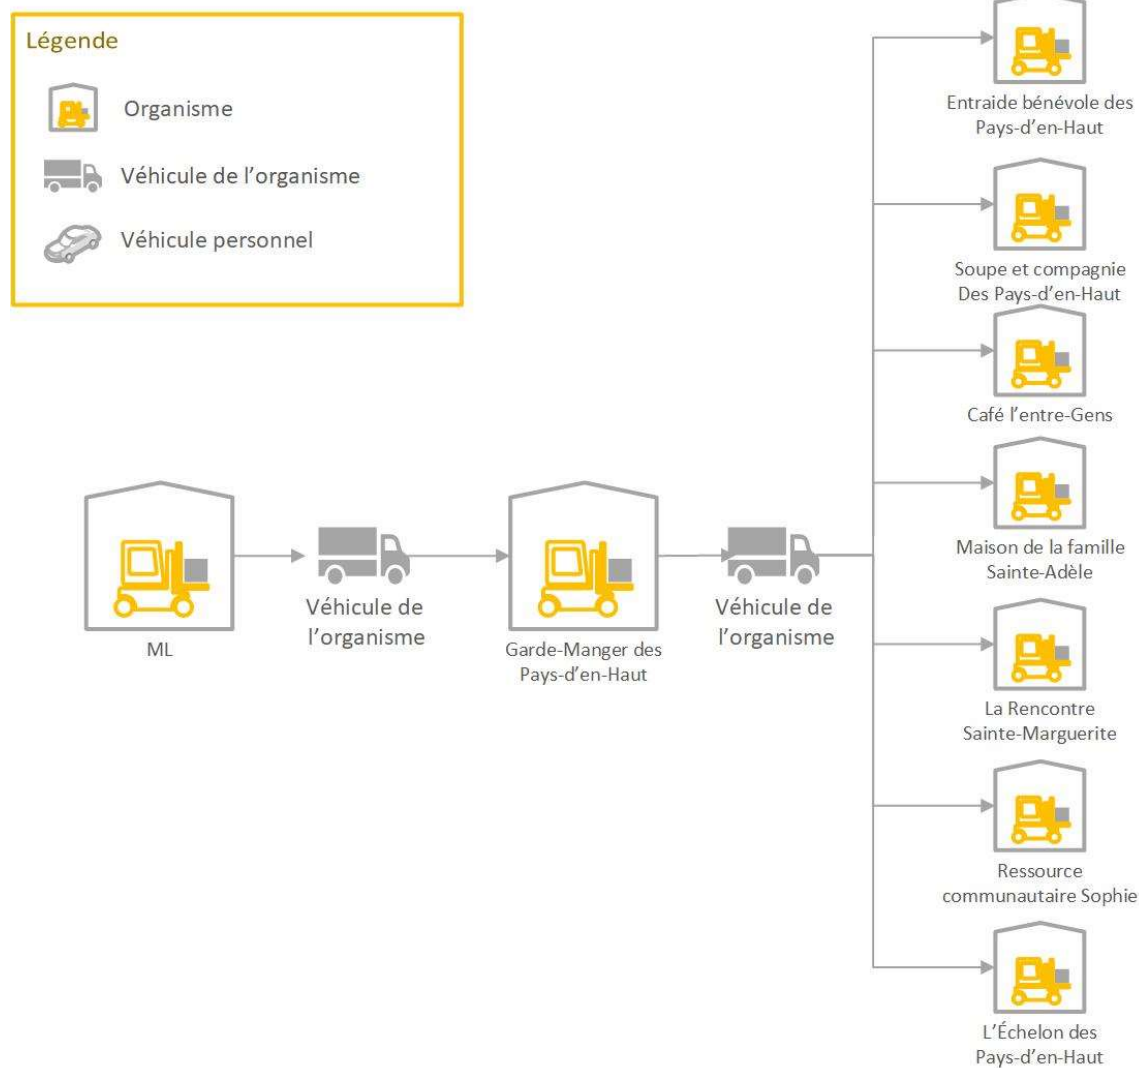 Légende
Organisme
Véhicule de l'organisme
Véhicule personnel
ML
Véhicule de
l'organisme
Garde-Manger des
Pays-d'en-Haut
Véhicule de
l'organisme
Entraide bénévole des
Pays-d'en-Haut
Soupe et compagnie
Des Pays-d'en-Haut
Café l'entre-Gens
Maison de la famille
Sainte-Adèle
La Rencontre
Sainte-Marguerite
Ressource
communautaire Sophie
L'Échelon des
Pays-d'en-Haut